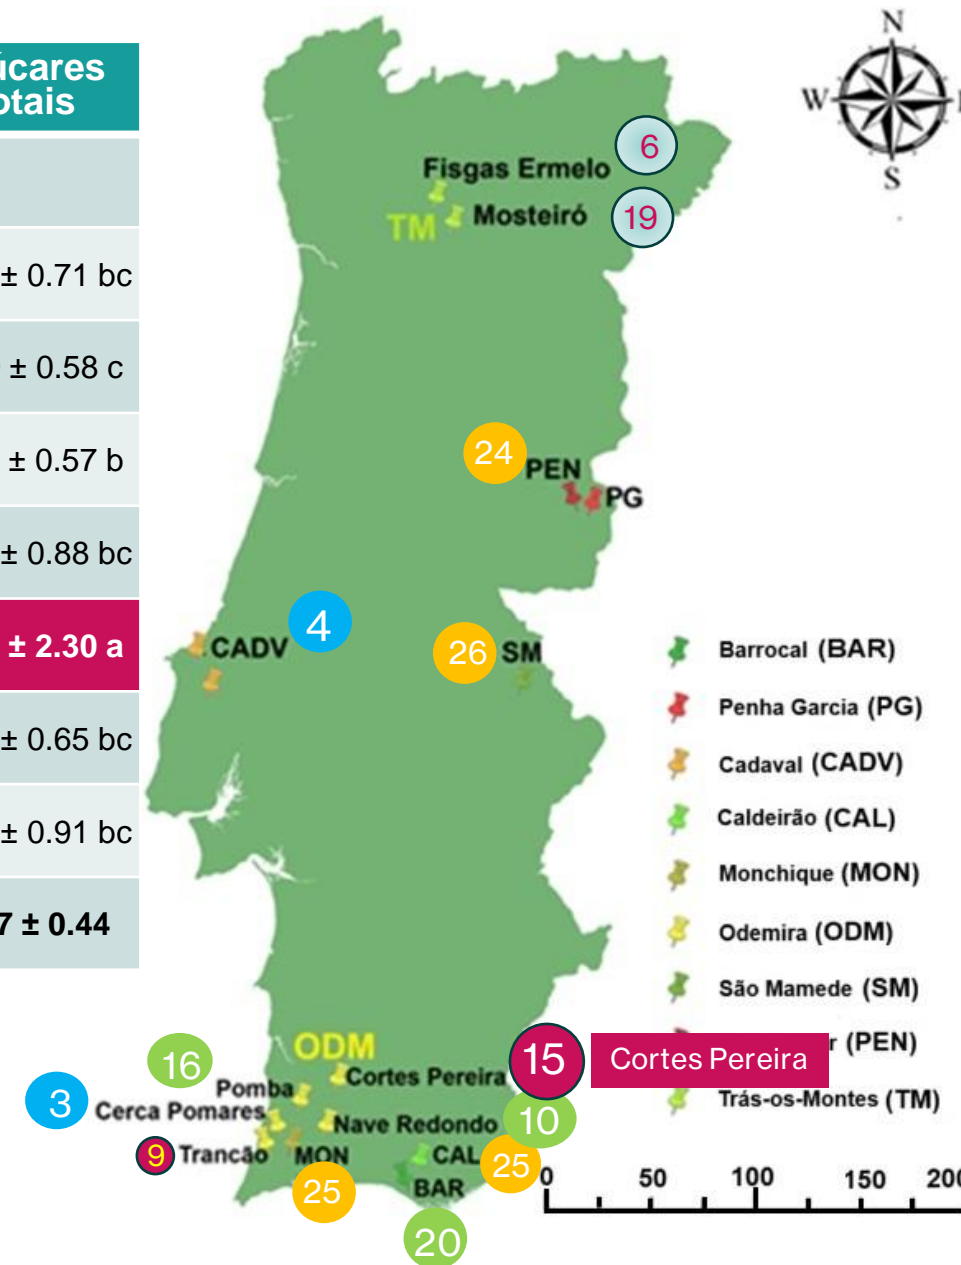 úcares
otais
± 0.71 bc
± 0.58 c
± 0.57 b
± 0.88 bc
± 2.30 a
± 0.65 bc
± 0.91 bc
7 ± 0.44
N
W
S
Fisgas Ermelo
6
TM
Mosteiró
19
24
PEN
PG
CADV
4
26
SM
Barrocal (BAR)
Penha Garcia (PG)
Cadaval (CADV)
Caldeirão (CAL)
Monchique (MON)
Odemira (ODM)
São Mamede (SM)
r (PEN)
Trás-os-Montes (TM)
ODM
15
Cortes Pereira
16
Pomba
Cortes Pereira
3
Cerca Pomares
Nave Redondo
10
9
Trancão
MON
CAL
25
25
BAR
20
0 50 100 150 200